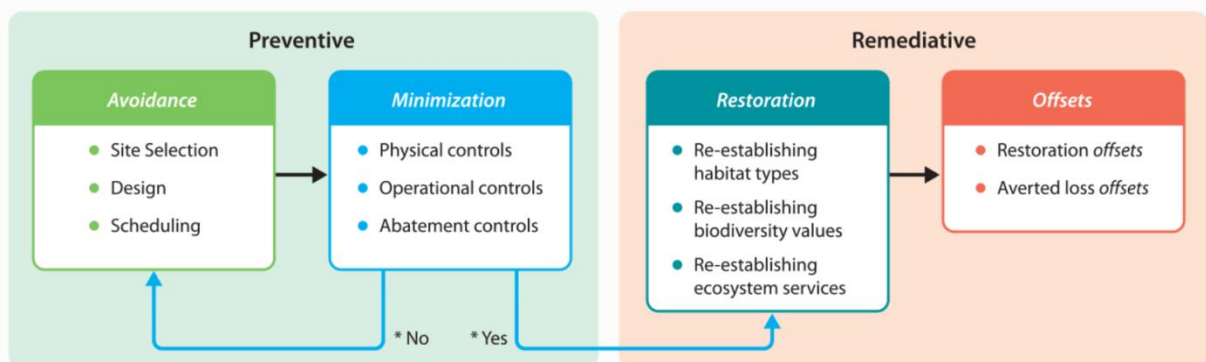 Preventive
Avoidance
Site Selection
Design
Scheduling
Minimization
Physical controls
Operational controls
Abatement controls
* No
* Yes
Remediative
Restoration
Re-establishing
habitat types
Re-establishing
biodiversity values
Re-establishing
ecosystem services
Offsets
Restoration offsets
Averted loss offsets